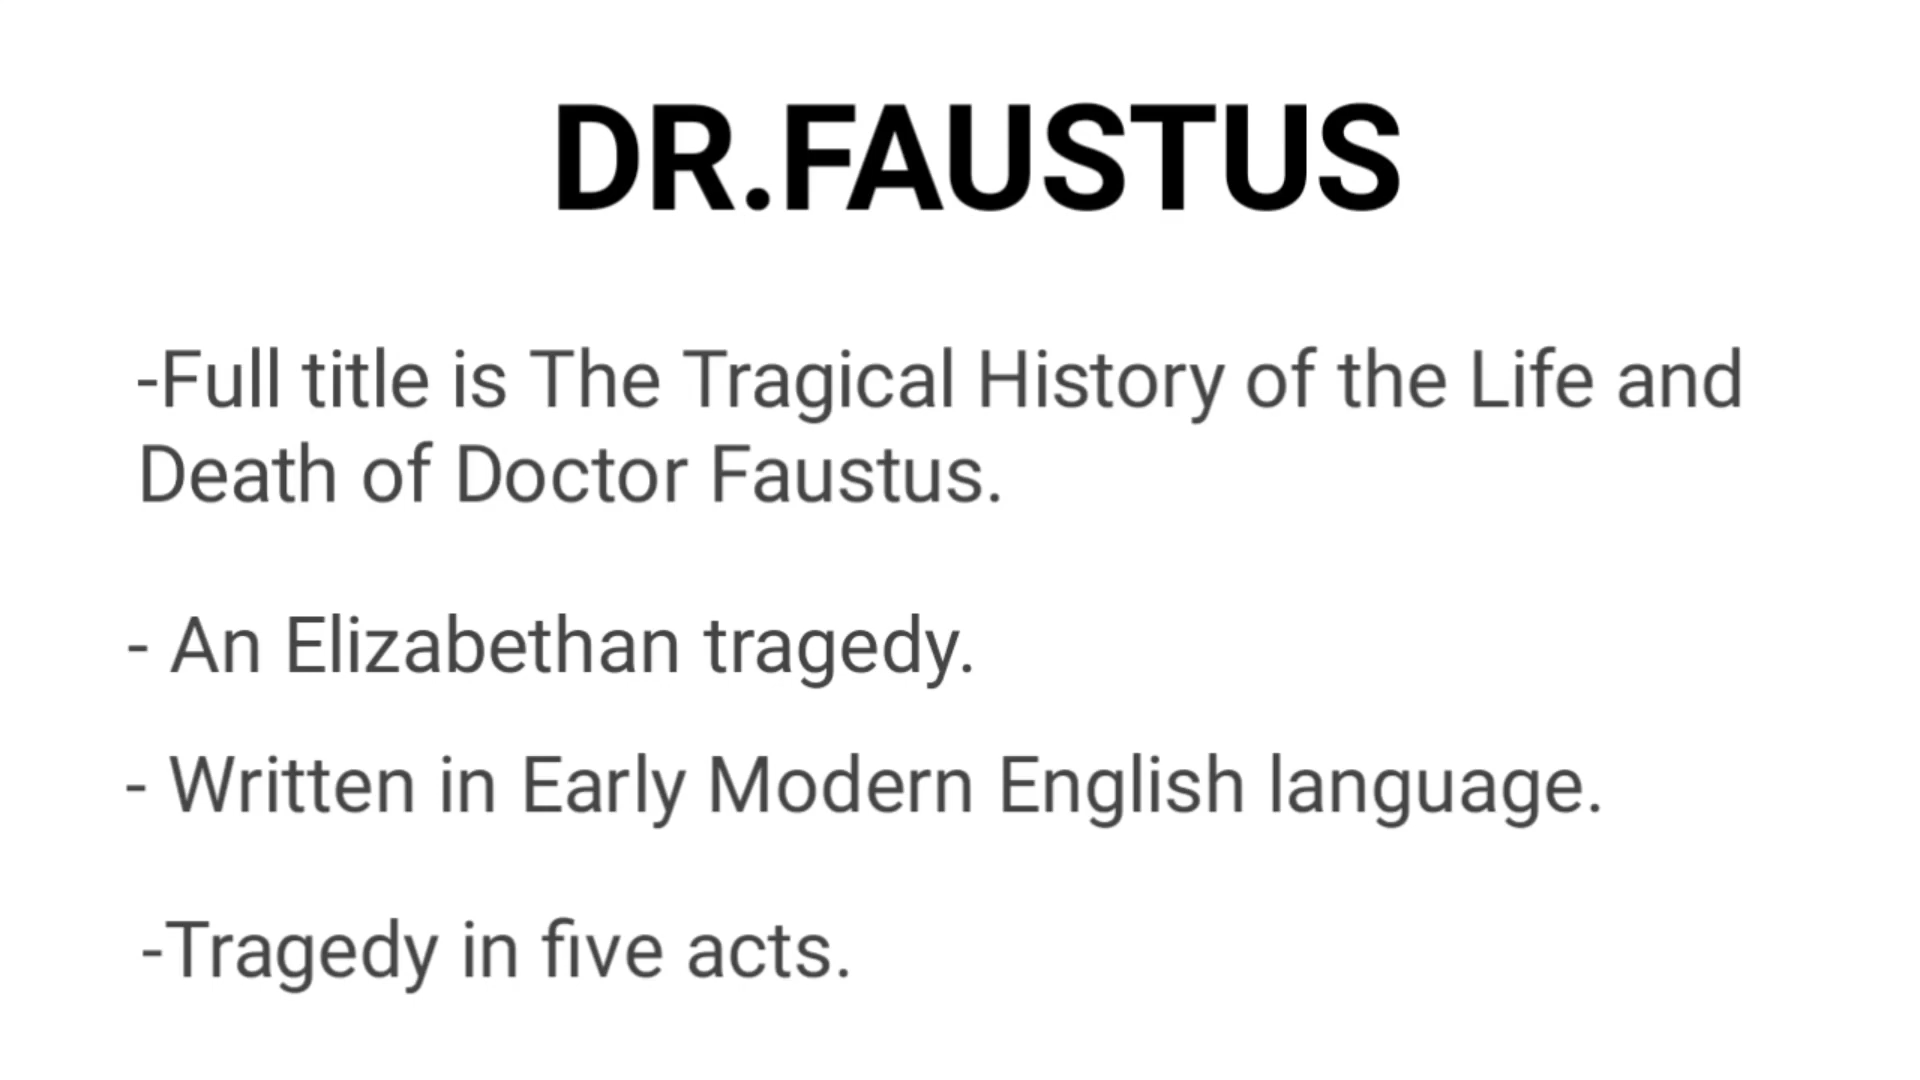 DR.FAUSTUS
-Full title is The Tragical History of the Life and
Death of Doctor Faustus.
- An Elizabethan tragedy.
- Written in Early Modern English language.
-Tragedy in five acts.